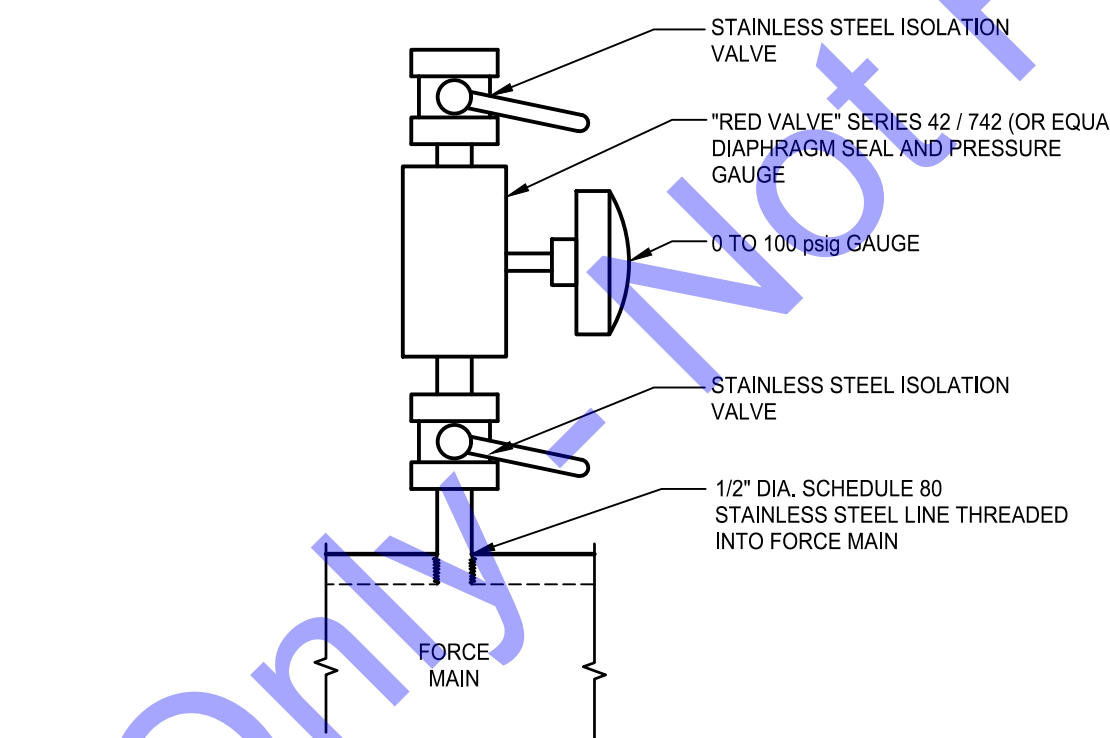 STAINLESS STEEL ISOLATION
VALVE
"RED VALVE" SERIES 42 / 742 (OR EQUA
DIAPHRAGM SEAL AND PRESSURE
GAUGE
0 TO 100 psig GAUGE
STAINLESS STEEL ISOLATION
VALVE
1/2" DIA. SCHEDULE 80
STAINLESS STEEL LINE THREADED
INTO FORCE MAIN
FORCE
MAIN
Only - Not